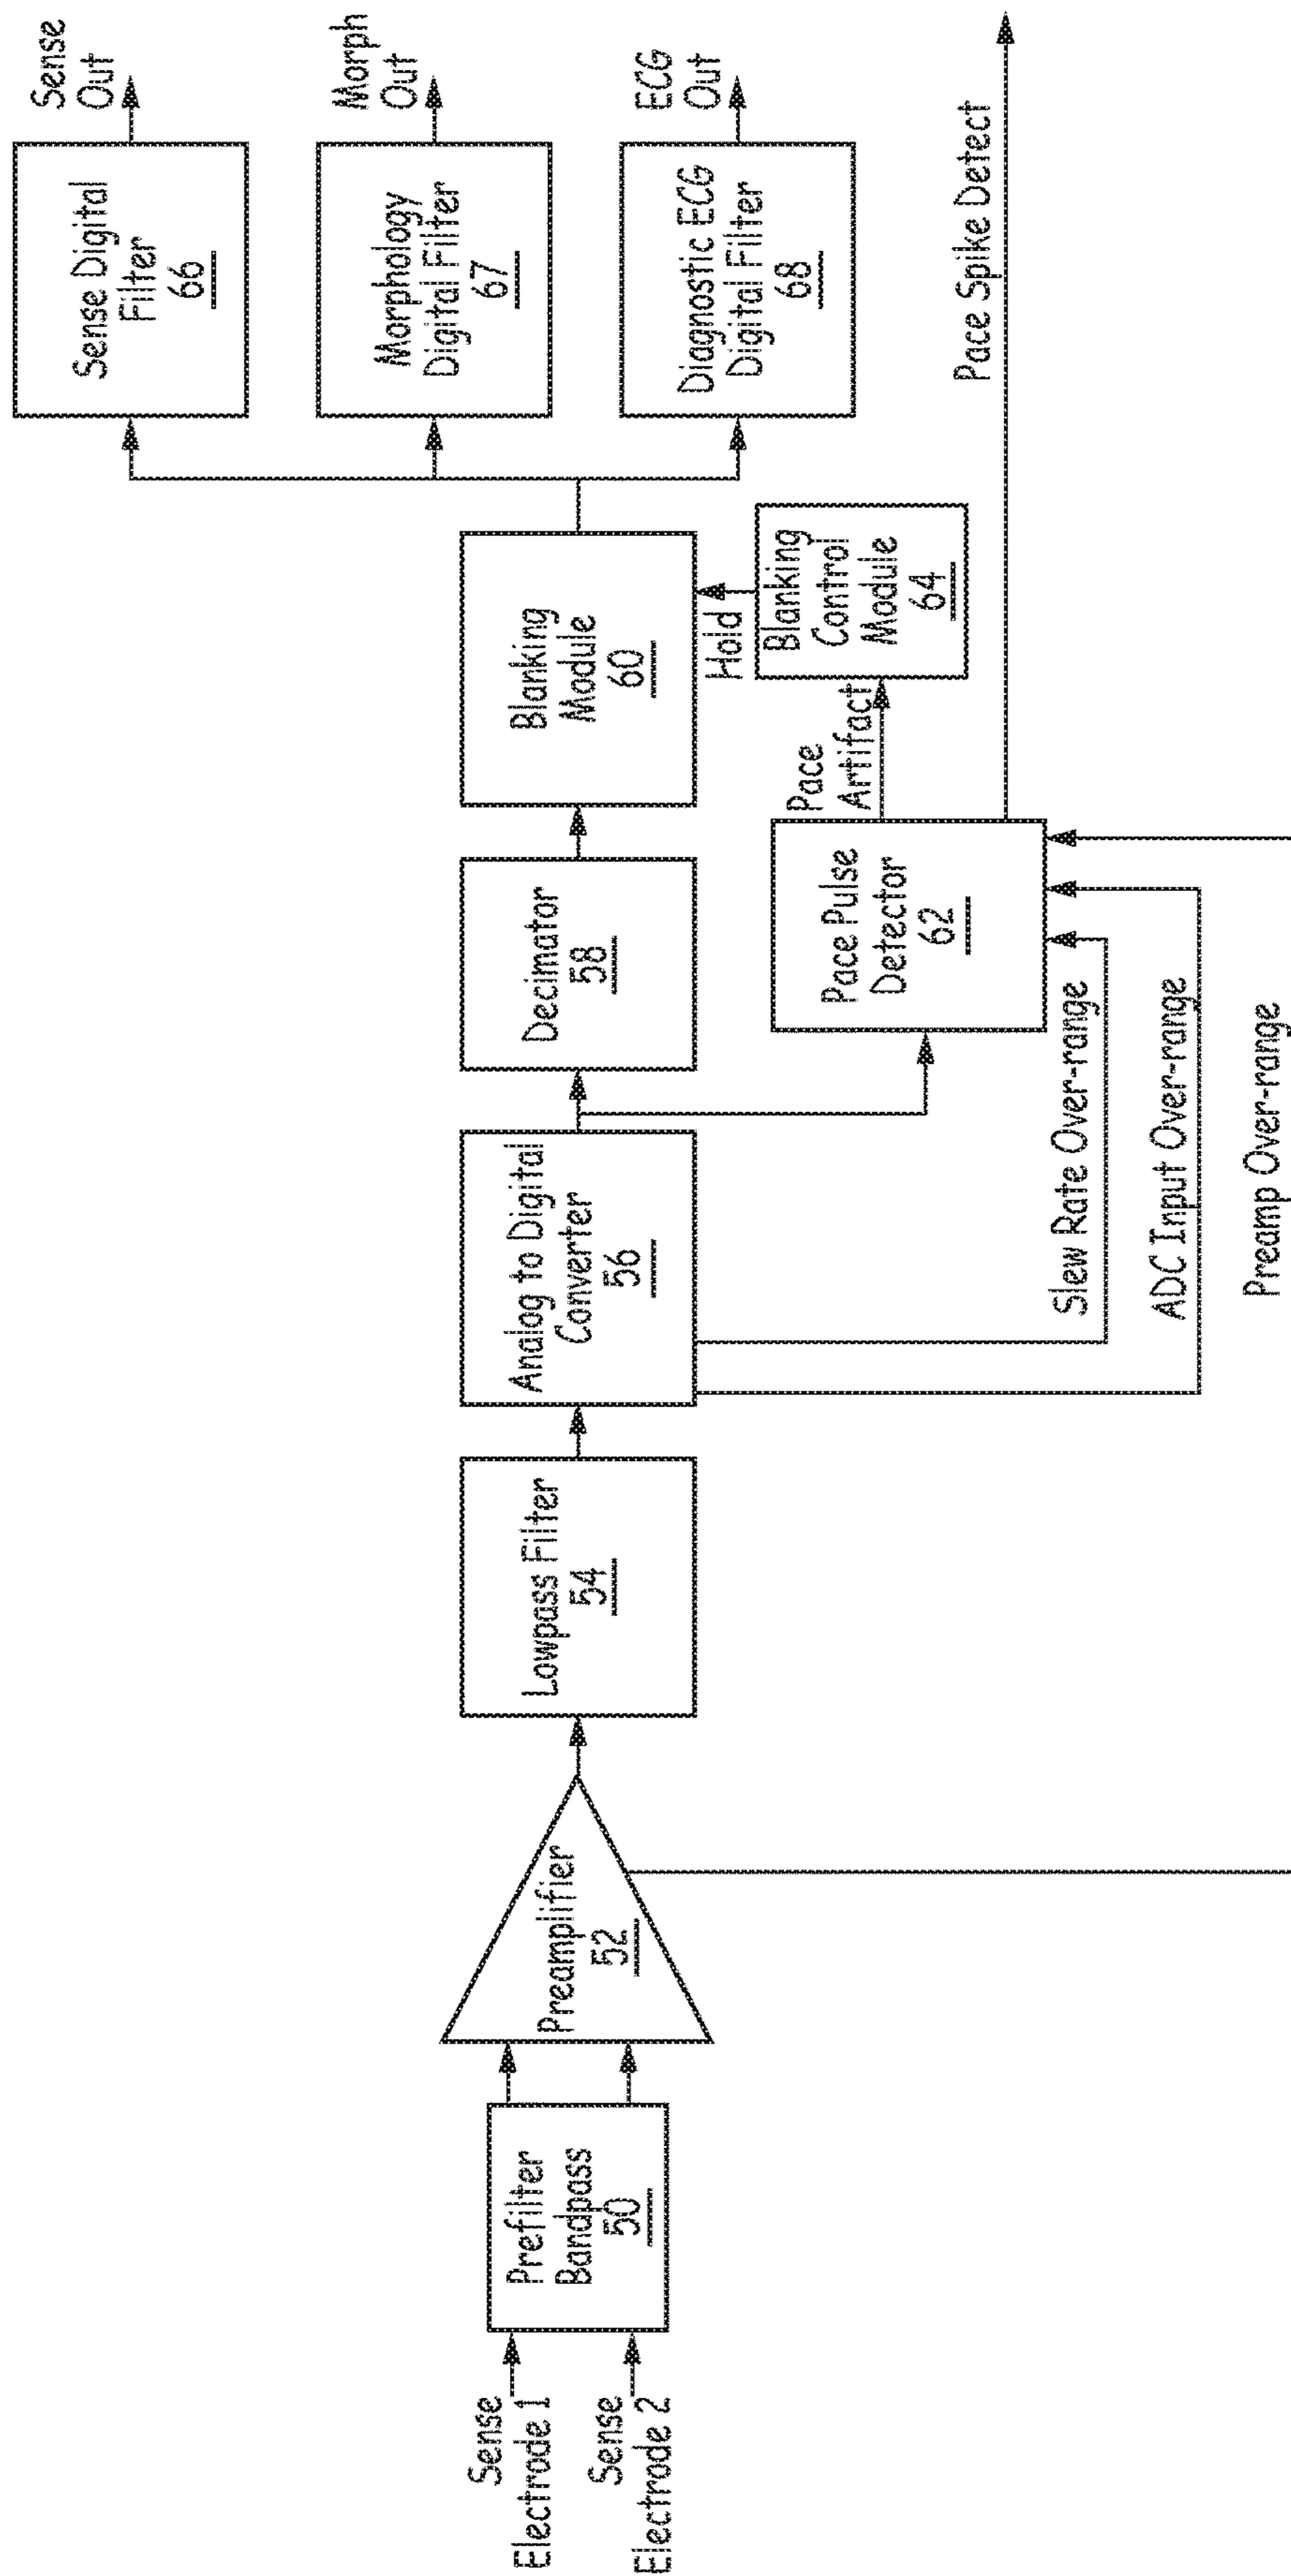 Sense
Electrode 1
Sense
Electrode 2
Prefilter
Bandpass
50
Preamplifier
52
Lowpass Filter
54
Analog to Digital
Converter
56
Decimator
58
Blanking
Module
60
Hold
Blanking
Control
Module
64
Pace
Artifact
Pace Pulse
Detector
62
Slew Rate Over-range
ADC Input Over-range
Preamp Over-range
Pace Spike Detect
Sense Digital
Filter
66
Sense
Out
Morphology
Digital Filter
67
Morph
Out
Diagnostic ECG
Digital Filter
68
ECG
Out